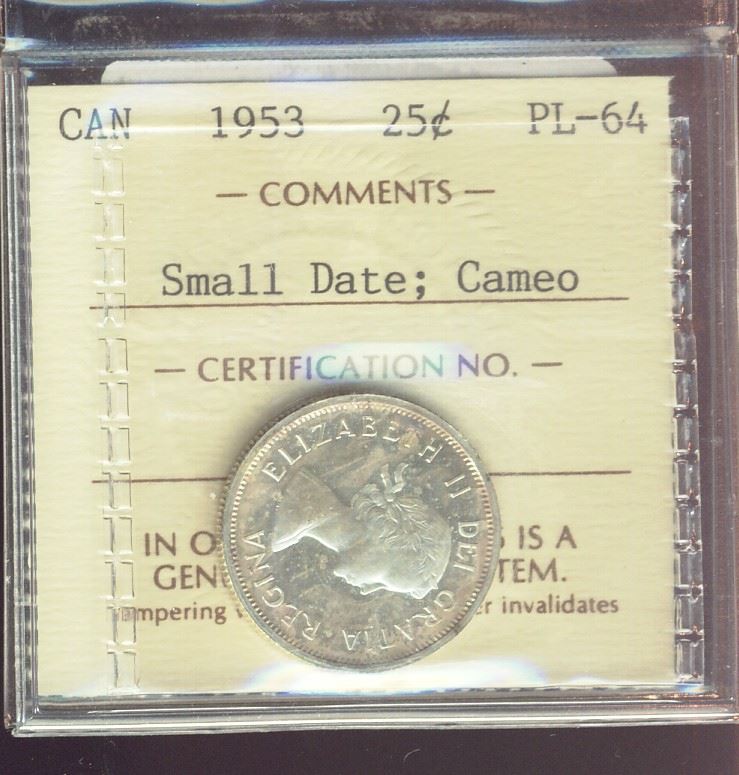 CAN 1953 25¢ PL-64
— COMMENTS —
Small Date; Cameo
— CERTIFICATION NO. —
ELIZABETH II DEI GRATIA · REGINA
IN IS A
TEM.
invalidates